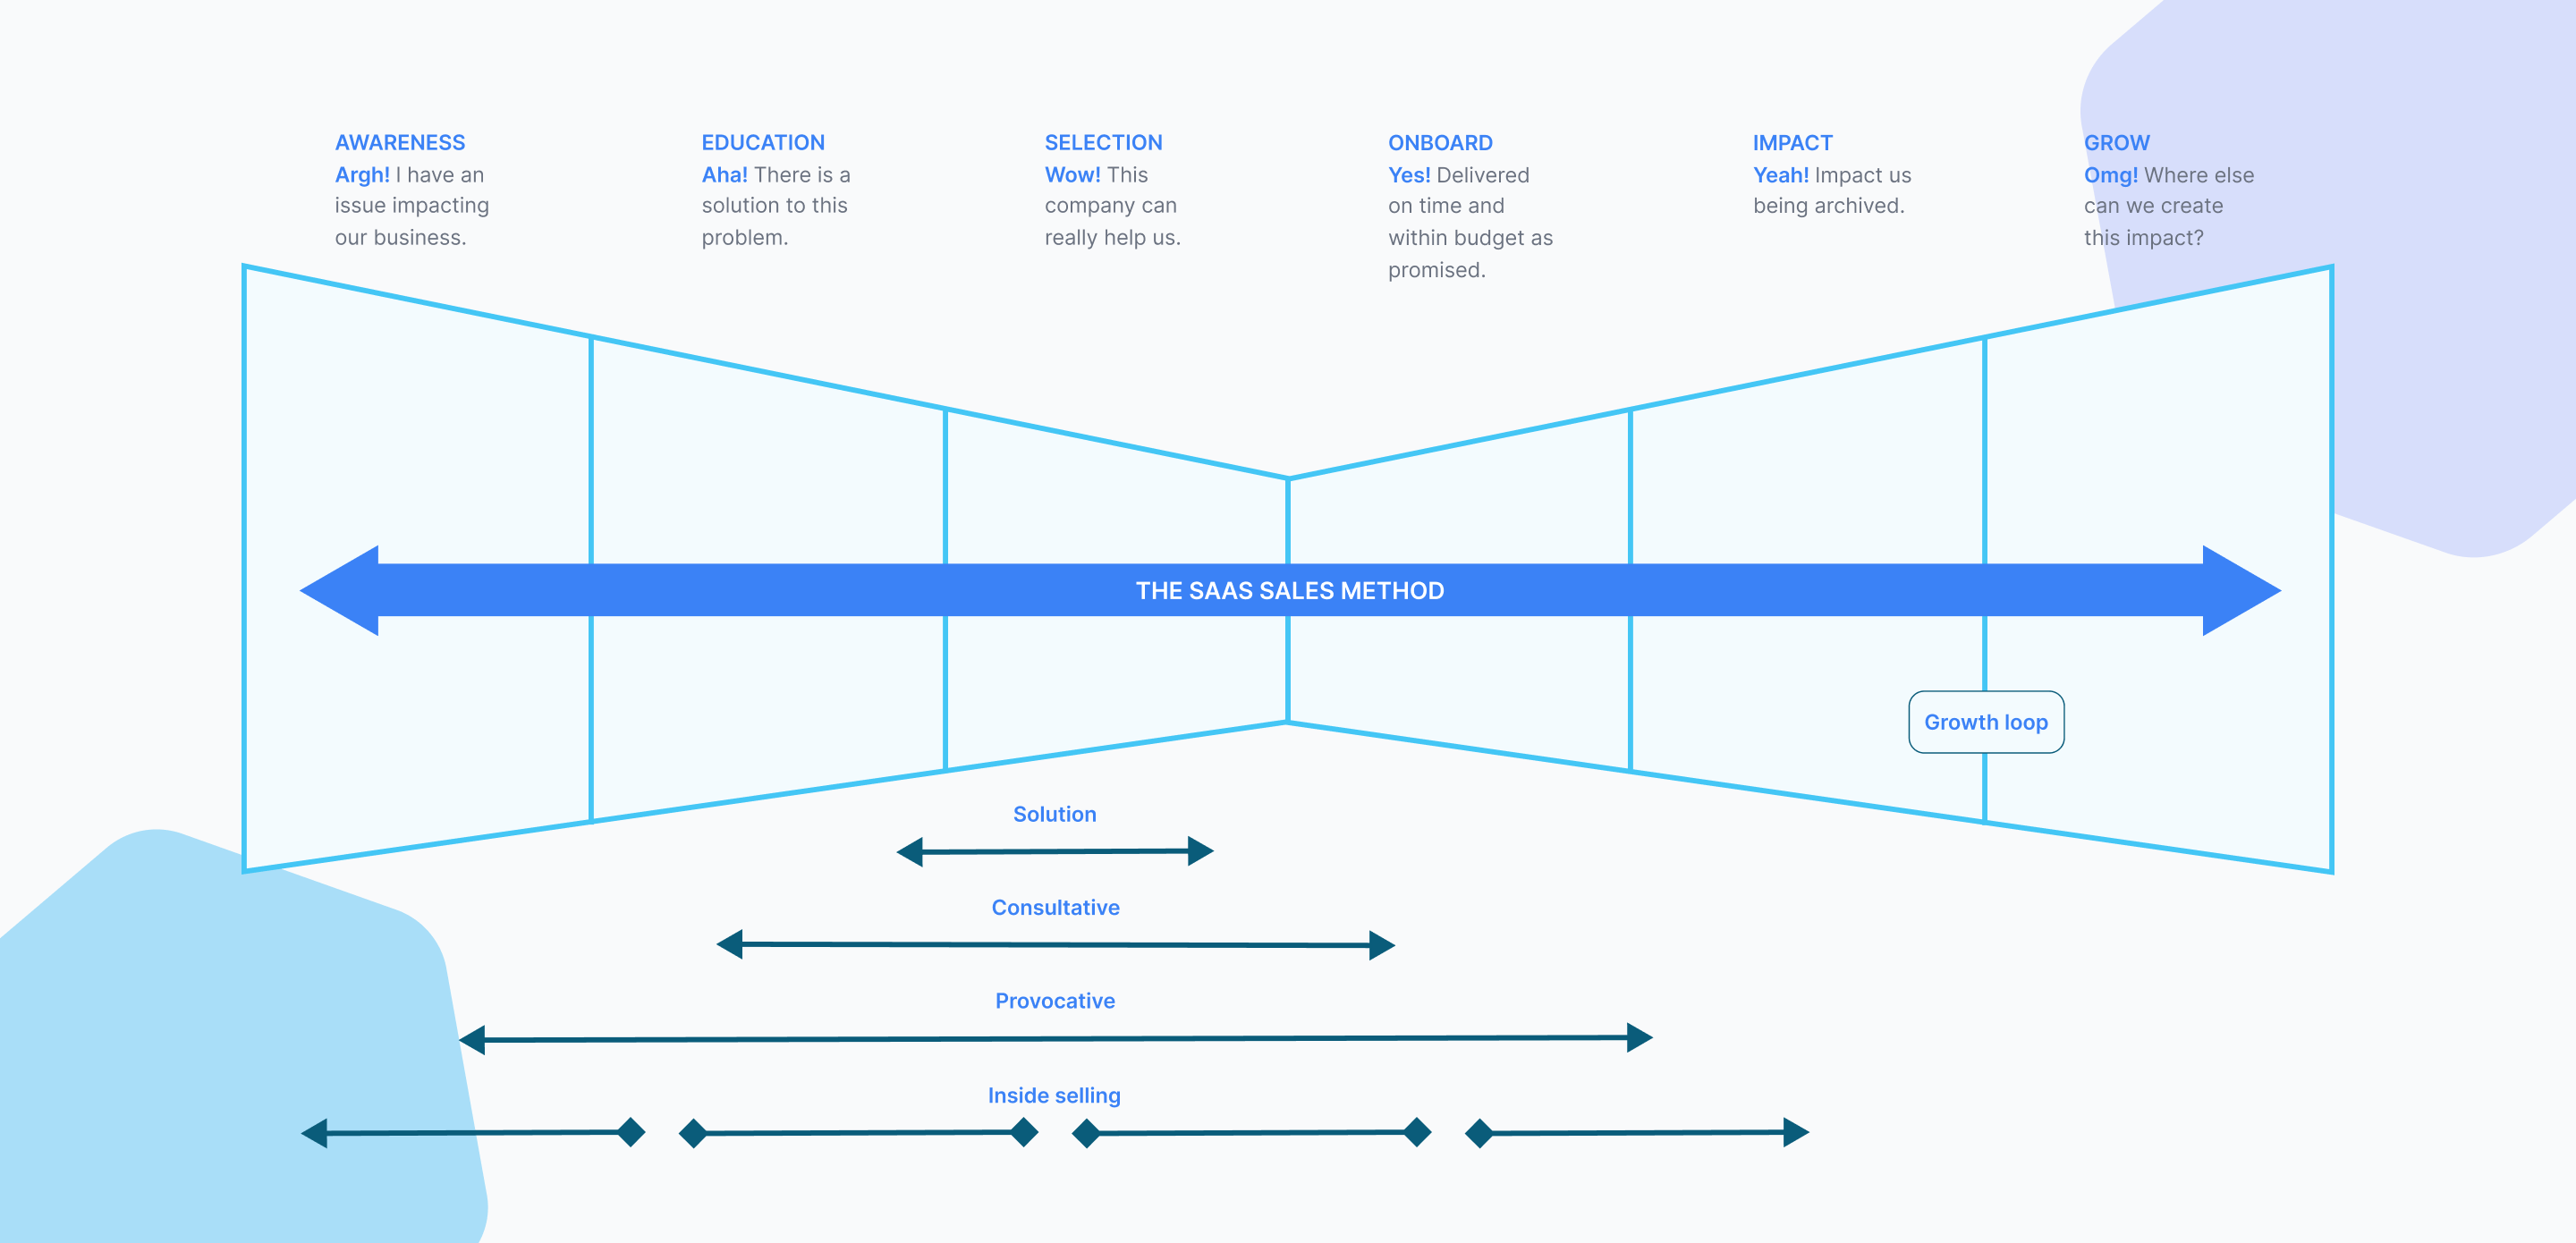 AWARENESS
Argh! I have an
issue impacting
our business.
EDUCATION
Aha! There is a
solution to this
problem.
SELECTION
Wow! This
company can
really help us.
ONBOARD
Yes! Delivered
on time and
within budget as
promised.
IMPACT
Yeah! Impact us
being archived.
GROW
Omg! Where else
can we create
this impact?
THE SAAS SALES METHOD
Growth loop
Solution
Consultative
Provocative
Inside selling